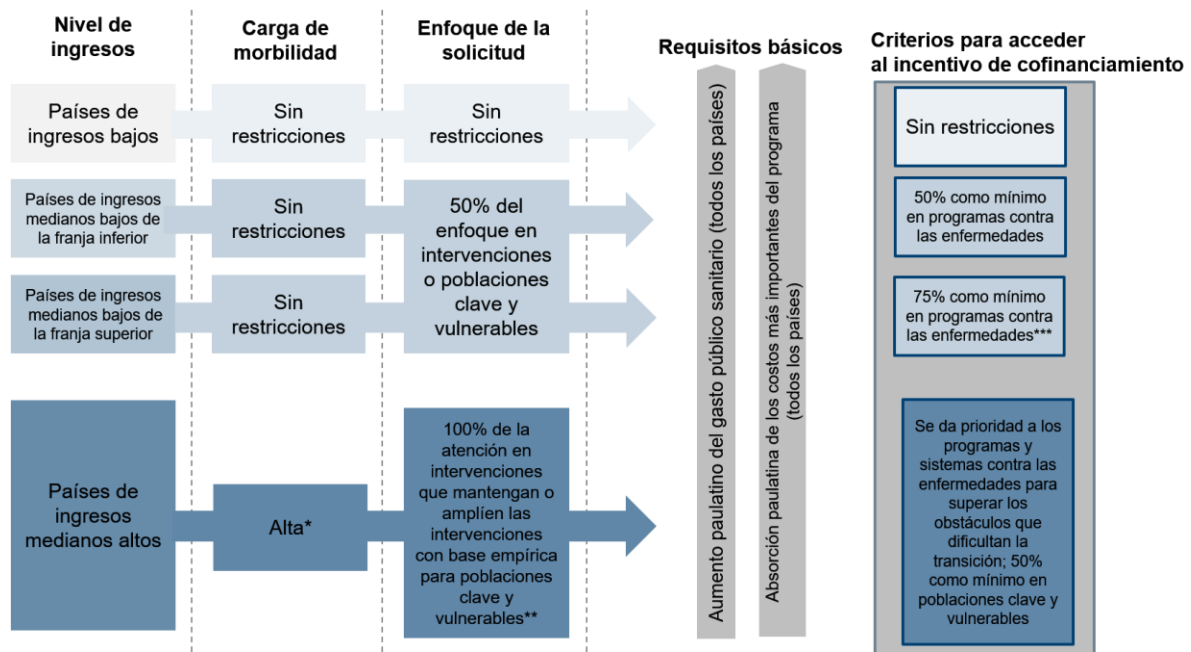 Nivel de
ingresos
Carga de
morbilidad
Enfoque de la
solicitud
Requisitos básicos
Criterios para acceder
al incentivo de cofinanciamiento
Países de
ingresos bajos
Sin
restricciones
Sin
restricciones
Sin restricciones
Países de ingresos
medianos bajos de
la franja inferior
Sin
restricciones
50% del
enfoque en
intervenciones
o poblaciones
clave y
vulnerables
50% como mínimo
en programas contra
las enfermedades
Países de ingresos
medianos bajos de
la franja superior
Sin
restricciones
75% como mínimo
en programas contra
las enfermedades***
Países de
ingresos
medianos altos
Alta*
100% de la
atención en
intervenciones
que mantengan o
amplíen las
intervenciones
con base empírica
para poblaciones
clave y
vulnerables**
Aumento paulatino del gasto público sanitario (todos los países)
Absorción paulatina de los costos más importantes del programa
(todos los países)
Se da prioridad a los
programas y
sistemas contra las
enfermedades para
superar los
obstáculos que
dificultan la
transición; 50%
como mínimo en
poblaciones clave y
vulnerables